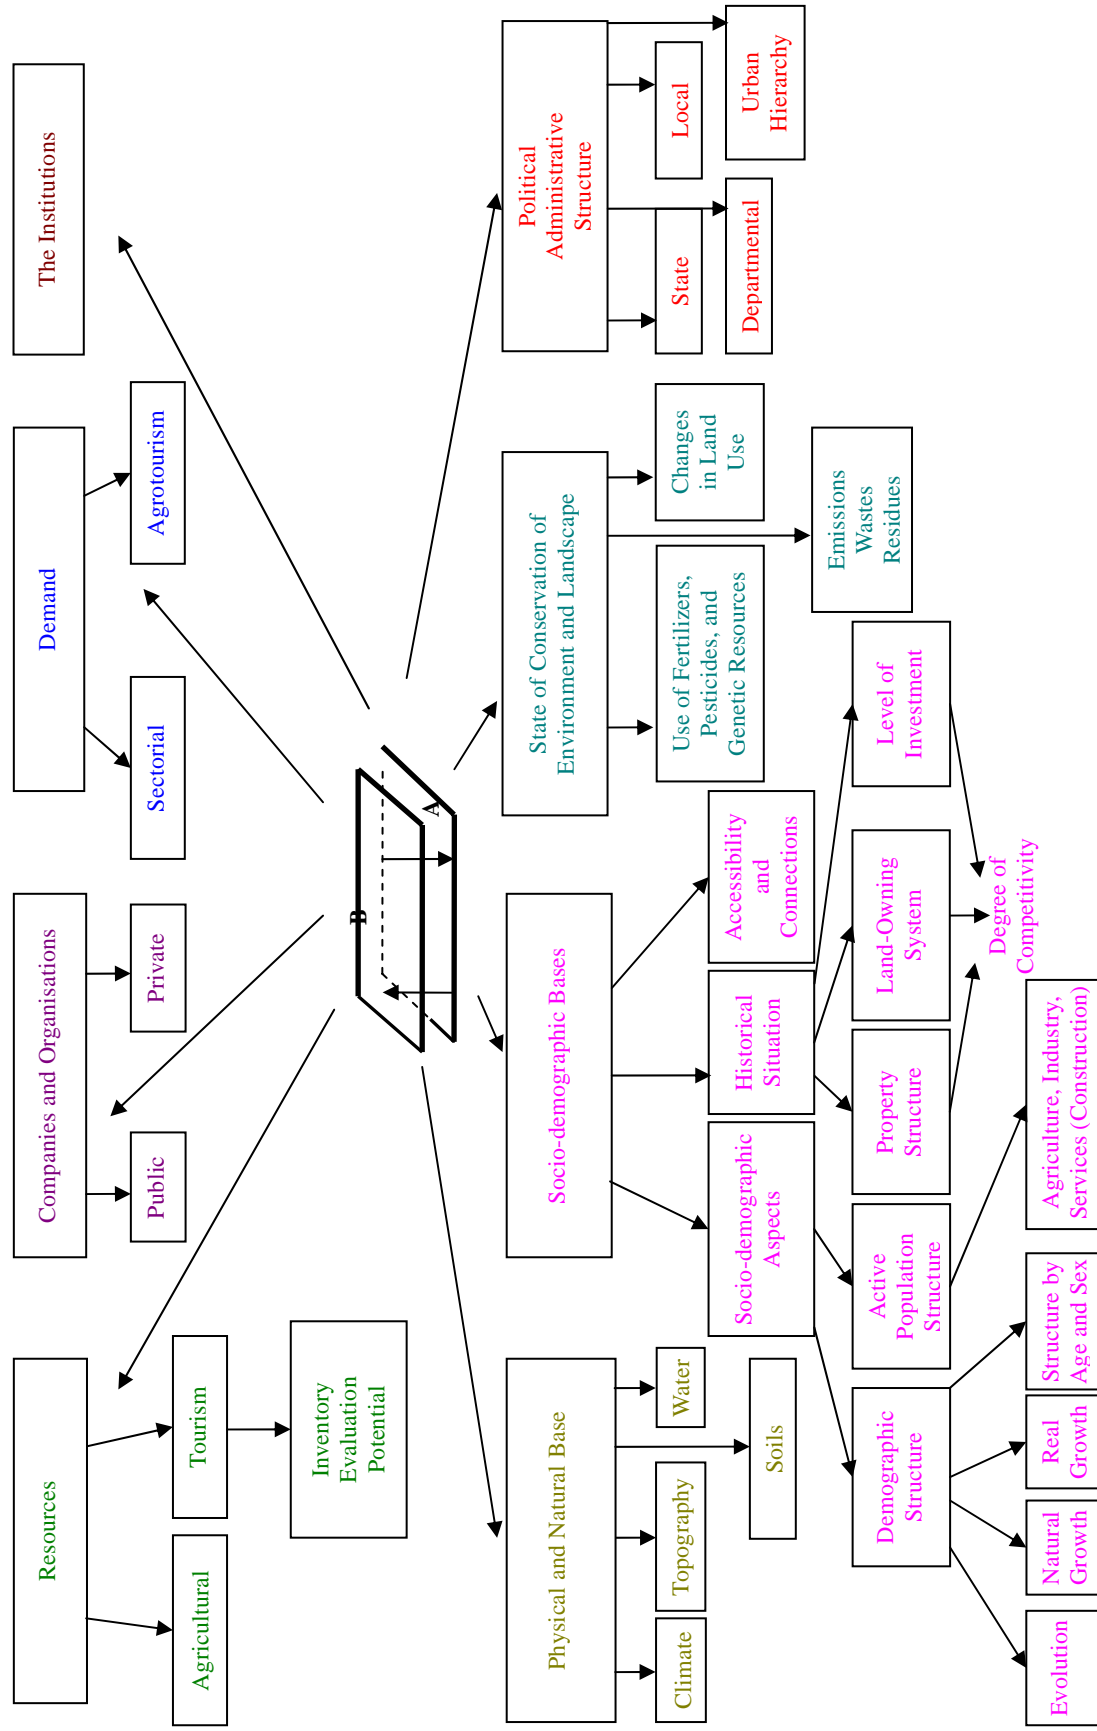 Resources
Companies and Organisations
Demand
The Institutions
Agricultural
Tourism
Public
Private
Sectorial
Agrotourism
Inventory
Evaluation
Potential
B
A
Physical and Natural Base
Socio-demographic Bases
State of Conservation of
Environment and Landscape
Political
Administrative
Structure
Climate
Topography
Water
Soils
Socio-demographic
Aspects
Historical
Situation
Accessibility
and
Connections
Use of Fertilizers,
Pesticides, and
Genetic Resources
Changes
in Land
Use
Emissions
Wastes
Residues
State
Local
Departmental
Urban
Hierarchy
Demographic
Structure
Active
Population
Structure
Property
Structure
Land-Owning
System
Level of
Investment
Degree of
Competitivity
Evolution
Natural
Growth
Real
Growth
Structure by
Age and Sex
Agriculture, Industry,
Services (Construction)